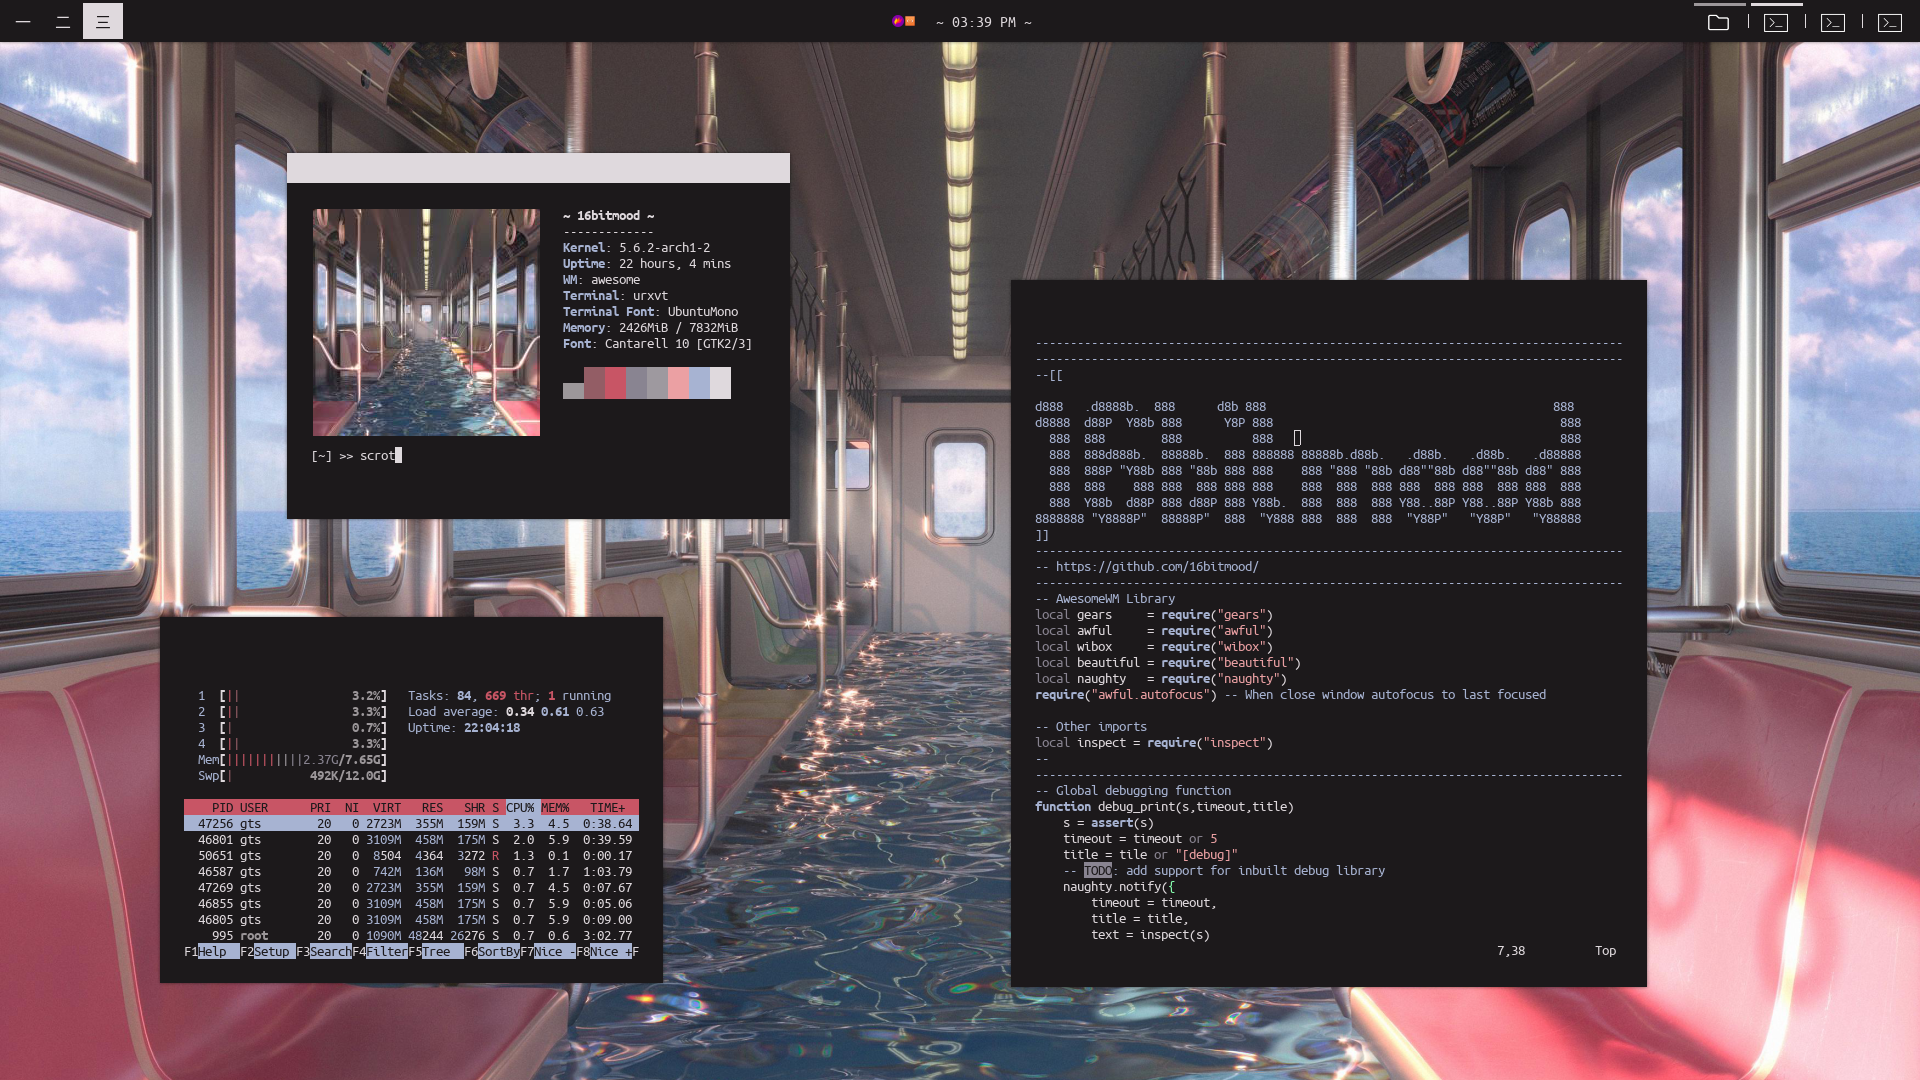 一 二 三
~ 03:39 PM ~
~ 16bitmood ~
-------------
Kernel: 5.6.2-arch1-2
Uptime: 22 hours, 4 mins
WM: awesome
Terminal: urxvt
Terminal Font: UbuntuMono
Memory: 2426MiB / 7832MiB
Font: Cantarell 10 [GTK2/3]
[~] >> scrot
1 [|| 3.2%] Tasks: 84, 669 thr; 1 running
2 [|| 3.3%] Load average: 0.34 0.61 0.63
3 [| 0.7%] Uptime: 22:04:18
4 [|| 3.3%]
Mem[|||||||||||2.37G/7.65G]
Swp[| 492K/12.0G]
PID USER PRI NI VIRT RES SHR S CPU% MEM% TIME+
47256 gts 20 0 2723M 355M 159M S 3.3 4.5 0:38.64
46801 gts 20 0 3109M 458M 175M S 2.0 5.9 0:39.59
50651 gts 20 0 8504 4364 3272 R 1.3 0.1 0:00.17
46587 gts 20 0 742M 136M 98M S 0.7 1.7 1:03.79
47269 gts 20 0 2723M 355M 159M S 0.7 4.5 0:07.67
46855 gts 20 0 3109M 458M 175M S 0.7 5.9 0:05.06
46805 gts 20 0 3109M 458M 175M S 0.7 5.9 0:09.00
995 root 20 0 1090M 48244 26276 S 0.7 0.6 3:02.77
F1Help F2Setup F3SearchF4FilterF5Tree F6SortByF7Nice -F8Nice +F
--[[
d888   .d8888b.  888      d8b 888                                         888
d8888  d88P  Y88b 888      Y8P 888                                         888
  888  888        888          888                                         888
  888  888d888b.  88888b.  888 888888 88888b.d88b.   .d88b.   .d88b.   .d88888
  888  888P "Y88b 888 "88b 888 888    888 "888 "88b d88""88b d88""88b d88" 888
  888  888    888 888  888 888 888    888  888  888 888  888 888  888 888  888
  888  Y88b  d88P 888 d88P 888 Y88b.  888  888  888 Y88..88P Y88..88P Y88b 888
8888888 "Y8888P"  88888P"  888  "Y888 888  888  888  "Y88P"   "Y88P"   "Y88888
]]
-- https://github.com/16bitmood/
-- AwesomeWM Library
local gears     = require("gears")
local awful     = require("awful")
local wibox     = require("wibox")
local beautiful = require("beautiful")
local naughty   = require("naughty")
require("awful.autofocus") -- When close window autofocus to last focused
-- Other imports
local inspect = require("inspect")
--
-- Global debugging function
function debug_print(s,timeout,title)
    s = assert(s)
    timeout = timeout or 5
    title = tile or "[debug]"
    -- TODO: add support for inbuilt debug library
    naughty.notify({
        timeout = timeout,
        title = title,
        text = inspect(s)
7,38 Top